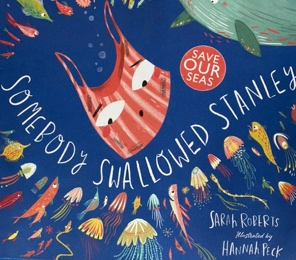 SAVE
OUR
SEAS
SOMEBODY SWALLOWED STANLEY
SARAH ROBERTS
Illustrated by
HANNAH PECK